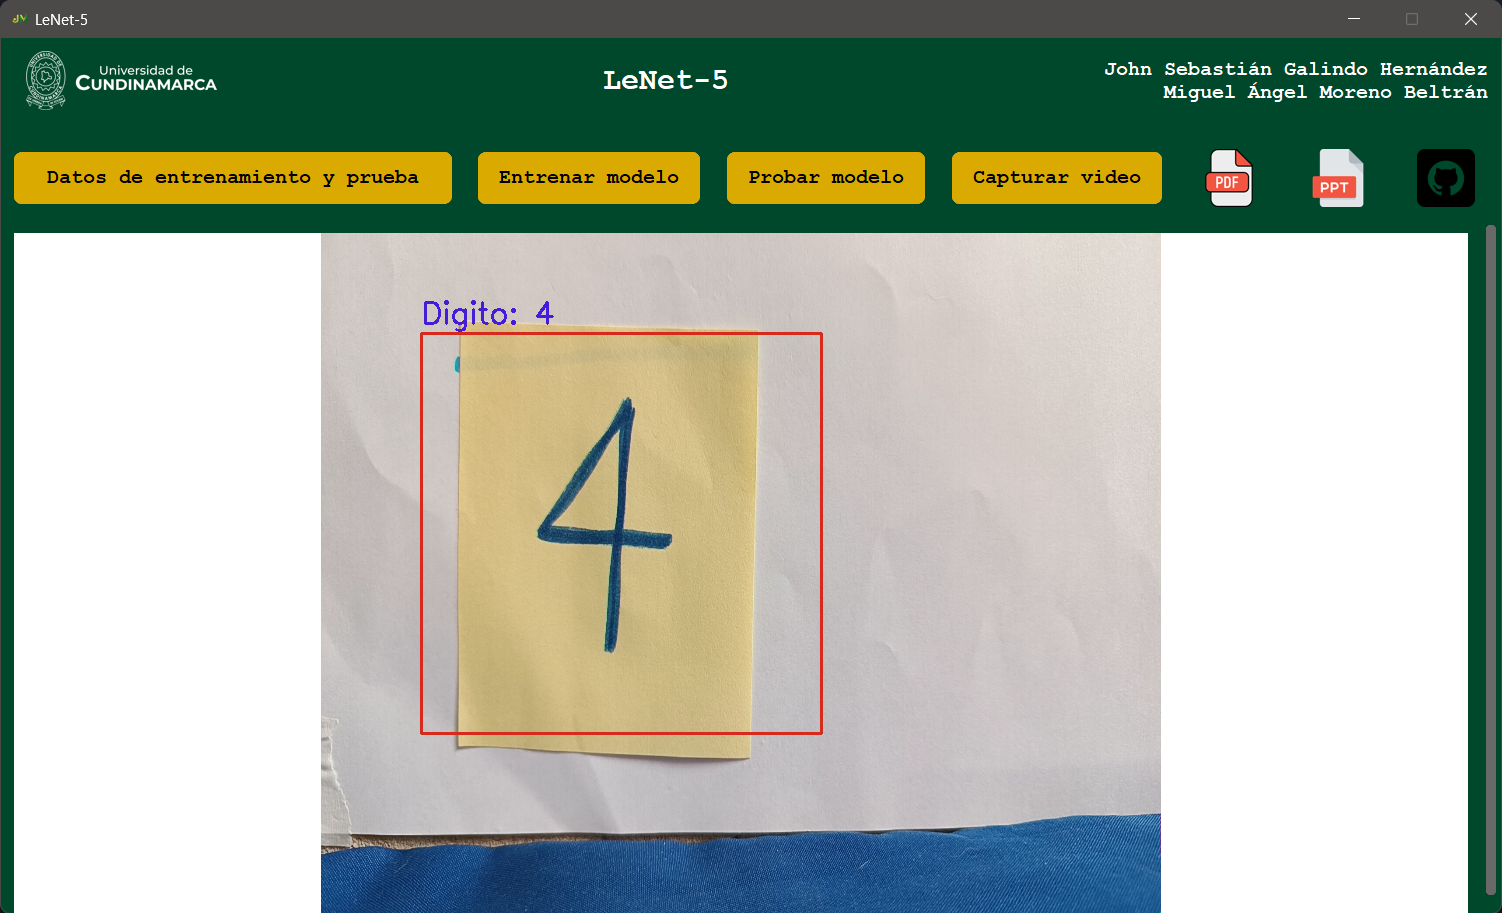 LeNet-5
Universidad de
CUNDINAMARCA
LeNet-5
John Sebastián Galindo Hernández
Miguel Ángel Moreno Beltrán
Datos de entrenamiento y prueba
Entrenar modelo
Probar modelo
Capturar video
PDF
PPT
Digito: 4
4